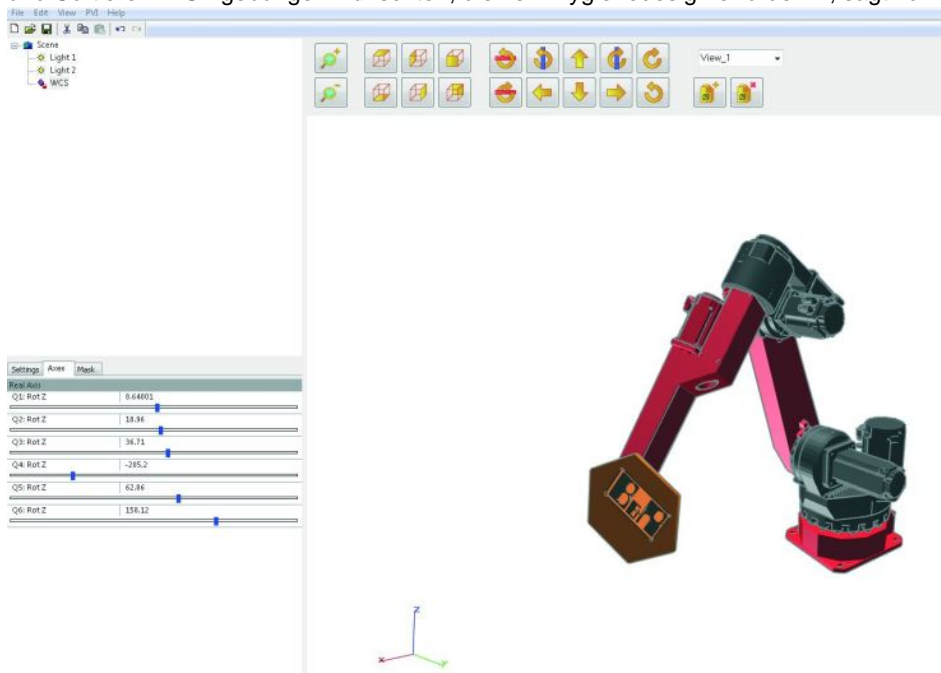 File Edit View PVI Help
Scene
Light 1
Light 2
WCS
View_1
Settings Axes Mask
Real Axis
Q1: Rot Z 8.64801
Q2: Rot Z 18.96
Q3: Rot Z 36.71
Q4: Rot Z -205.2
Q5: Rot Z 62.86
Q6: Rot Z 158.12
z
x
y